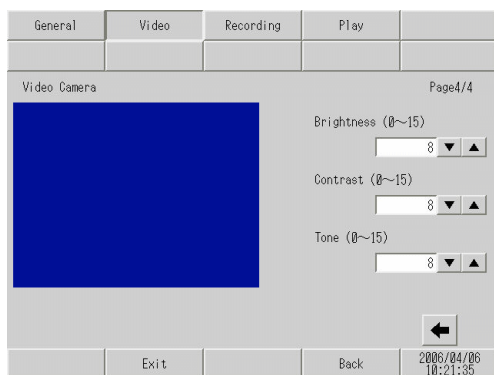 General Video Recording Play
Video Camera Page4/4
Brightness (0～15)
8
Contrast (0～15)
8
Tone (0～15)
8
Exit Back 2006/04/06
10:21:35